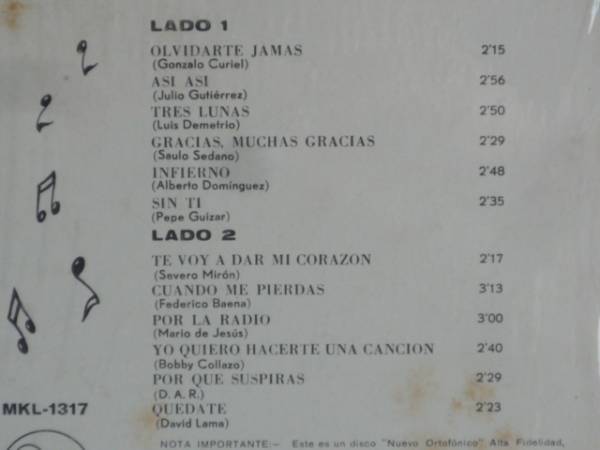 LADO 1
OLVIDARTE JAMAS 2'15
(Gonzalo Curiel)
ASI ASI 2'56
(Julio Gutiérrez)
TRES LUNAS 2'50
(Luis Demetrio)
GRACIAS, MUCHAS GRACIAS 2'29
(Saulo Sedano)
INFIERNO 2'48
(Alberto Domínguez)
SIN TI 2'35
(Pepe Guizar)
LADO 2
TE VOY A DAR MI CORAZON 2'17
(Severo Mirón)
CUANDO ME PIERDAS 3'13
(Federico Baena)
POR LA RADIO 3'00
(Mario de Jesús)
YO QUIERO HACERTE UNA CANCION 2'40
(Bobby Collazo)
POR QUE SUSPIRAS 2'29
(D. A. R.)
MKL-1317 QUEDATE 2'23
(David Lama)
NOTA IMPORTANTE:- Este es un disco "Nuevo Ortofónico" Alta Fidelidad,